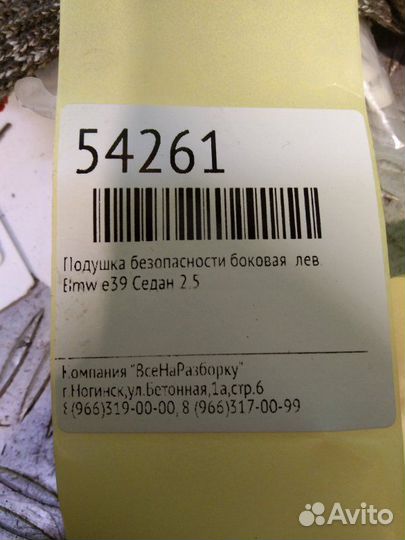 54261
Подушка безопасности боковая лев
Bmw e39 Седан 2.5
Компания "ВсеНаРазборку"
г.Ногинск,ул.Бетонная,1а,стр.6
8(966)319-00-00, 8 (966)317-00-99
Avito